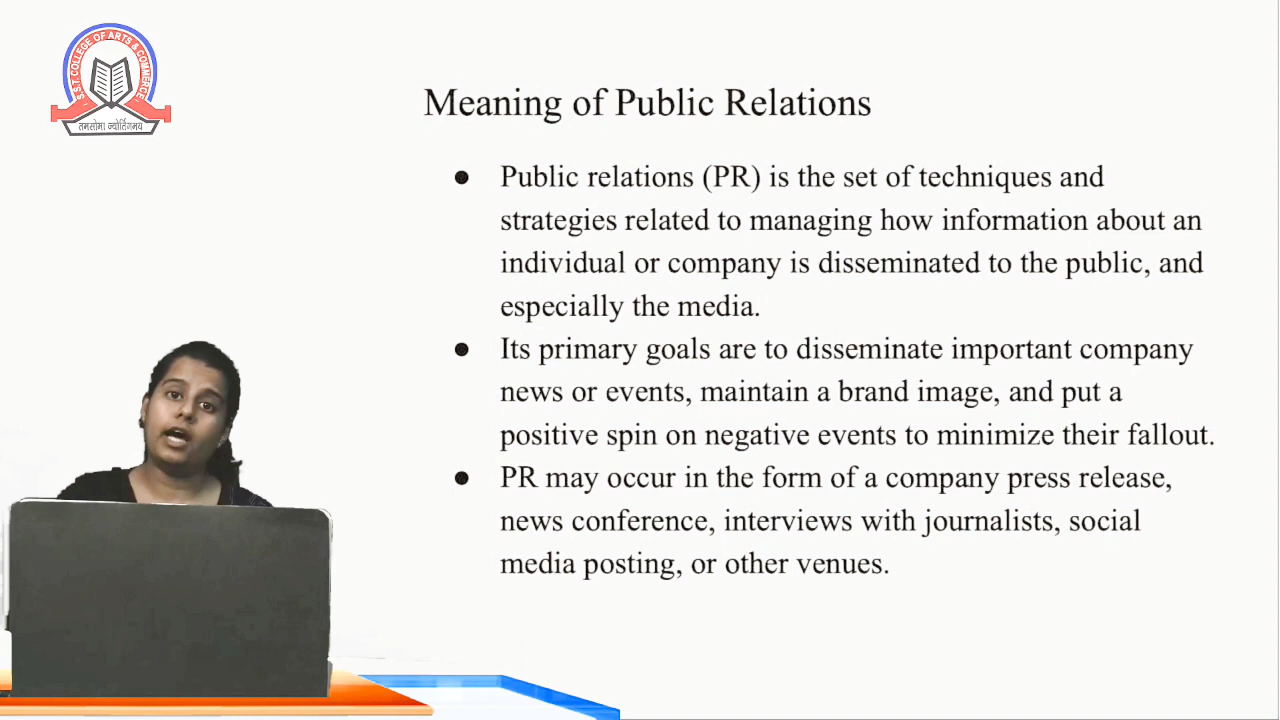 S.S.T. COLLEGE OF ARTS & COMMERCE
तमसोमा ज्योर्तिगमय
Meaning of Public Relations
● Public relations (PR) is the set of techniques and
strategies related to managing how information about an
individual or company is disseminated to the public, and
especially the media.
● Its primary goals are to disseminate important company
news or events, maintain a brand image, and put a
positive spin on negative events to minimize their fallout.
● PR may occur in the form of a company press release,
news conference, interviews with journalists, social
media posting, or other venues.